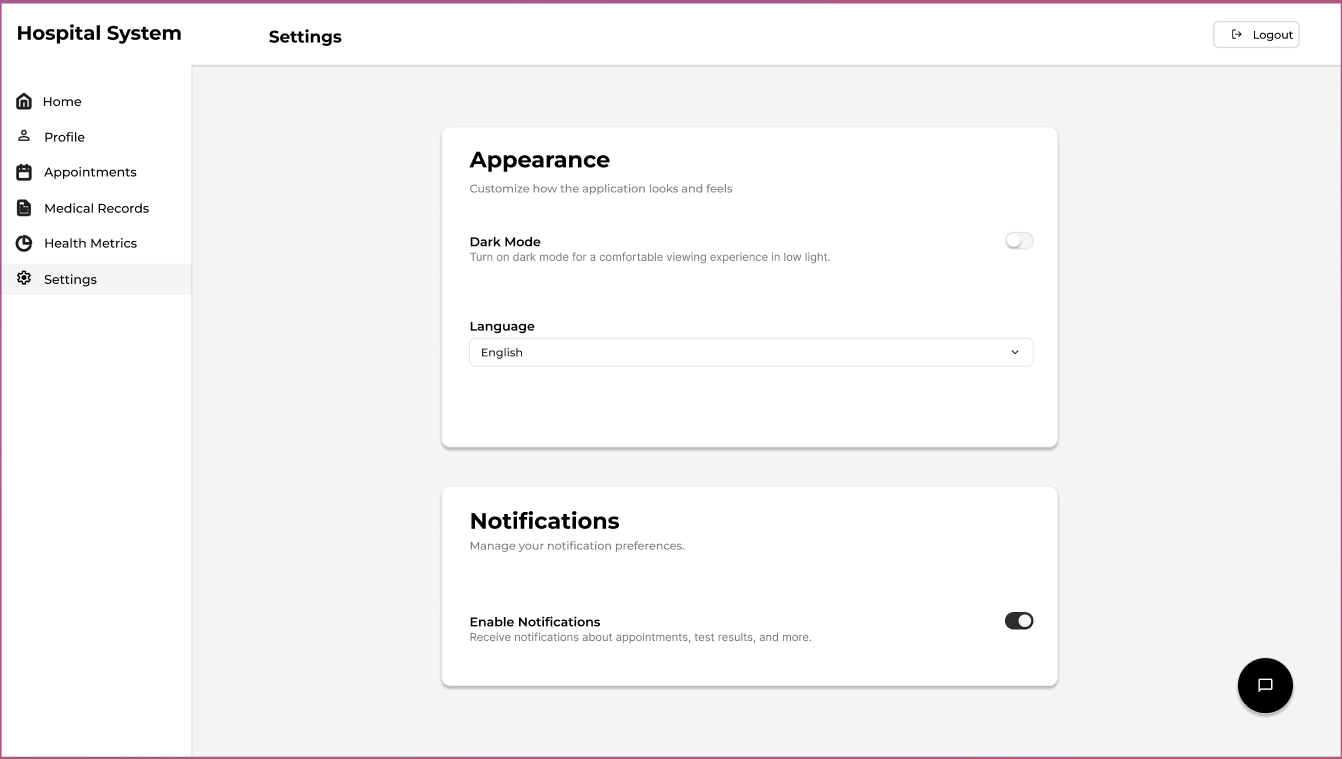 Hospital System
Settings
Logout
Home
Profile
Appointments
Medical Records
Health Metrics
Settings
Appearance
Customize how the application looks and feels
Dark Mode
Turn on dark mode for a comfortable viewing experience in low light.
Language
English
Notifications
Manage your notification preferences.
Enable Notifications
Receive notifications about appointments, test results, and more.